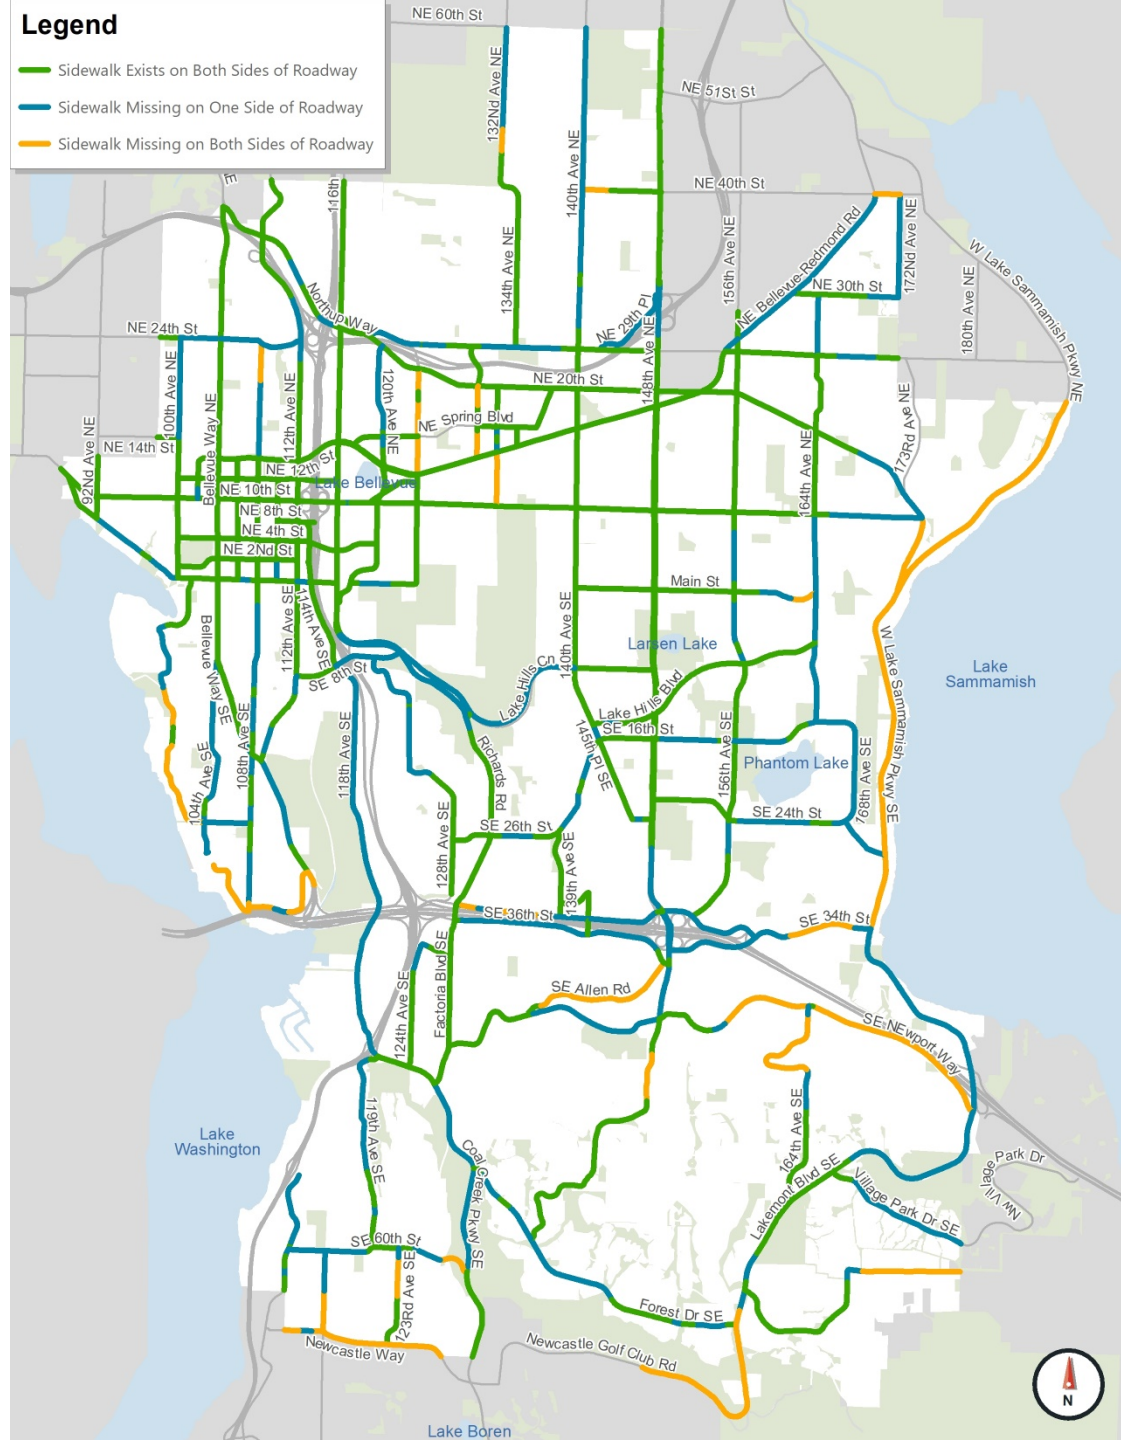 Legend
Sidewalk Exists on Both Sides of Roadway
Sidewalk Missing on One Side of Roadway
Sidewalk Missing on Both Sides of Roadway
NE 60th St
132Nd Ave NE
NE 51St St
140th Ave NE
NE 40th St
116th
E
134th Ave NE
156th Ave NE
NE Bellevue-Redmond Rd
172Nd Ave NE
W Lake Sammamish Pkwy NE
180th Ave NE
NE 30th St
Northup Way
NE 29th Pl
NE 24th St
148th Ave NE
100th Ave NE
112th Ave NE
120th Ave NE
NE 20th St
Bellevue Way NE
NE Spring Blvd
173Rd Ave NE
92Nd Ave NE
NE 14th St
164th Ave NE
NE 12th St
Lake Bellevue
NE 10th St
NE 8th St
NE 4th St
NE 2Nd St
Main St
112th Ave SE
114th Ave SE
140th Ave SE
Bellevue Way SE
Larsen Lake
W Lake Sammamish Pkwy SE
Lake
Sammamish
SE 8th St
Lake Hills Cn
Lake Hills Blvd
SE 16th St
108th Ave SE
118th Ave SE
104th Ave SE
Richards Rd
145th Pl SE
156th Ave SE
Phantom Lake
168th Ave SE
SE 24th St
SE 26th St
128th Ave SE
139th Ave SE
SE 36th St
SE 34th St
Factoria Blvd SE
124th Ave SE
SE Allen Rd
SE NEwport Way
119th Ave SE
Lake
Washington
Coal Creek Pkwy SE
164th Ave SE
Lakemont Blvd SE
Village Park Dr SE
NW Village Park Dr
SE 60th St
123Rd Ave SE
Forest Dr SE
Newcastle Way
Newcastle Golf Club Rd
N
Lake Boren